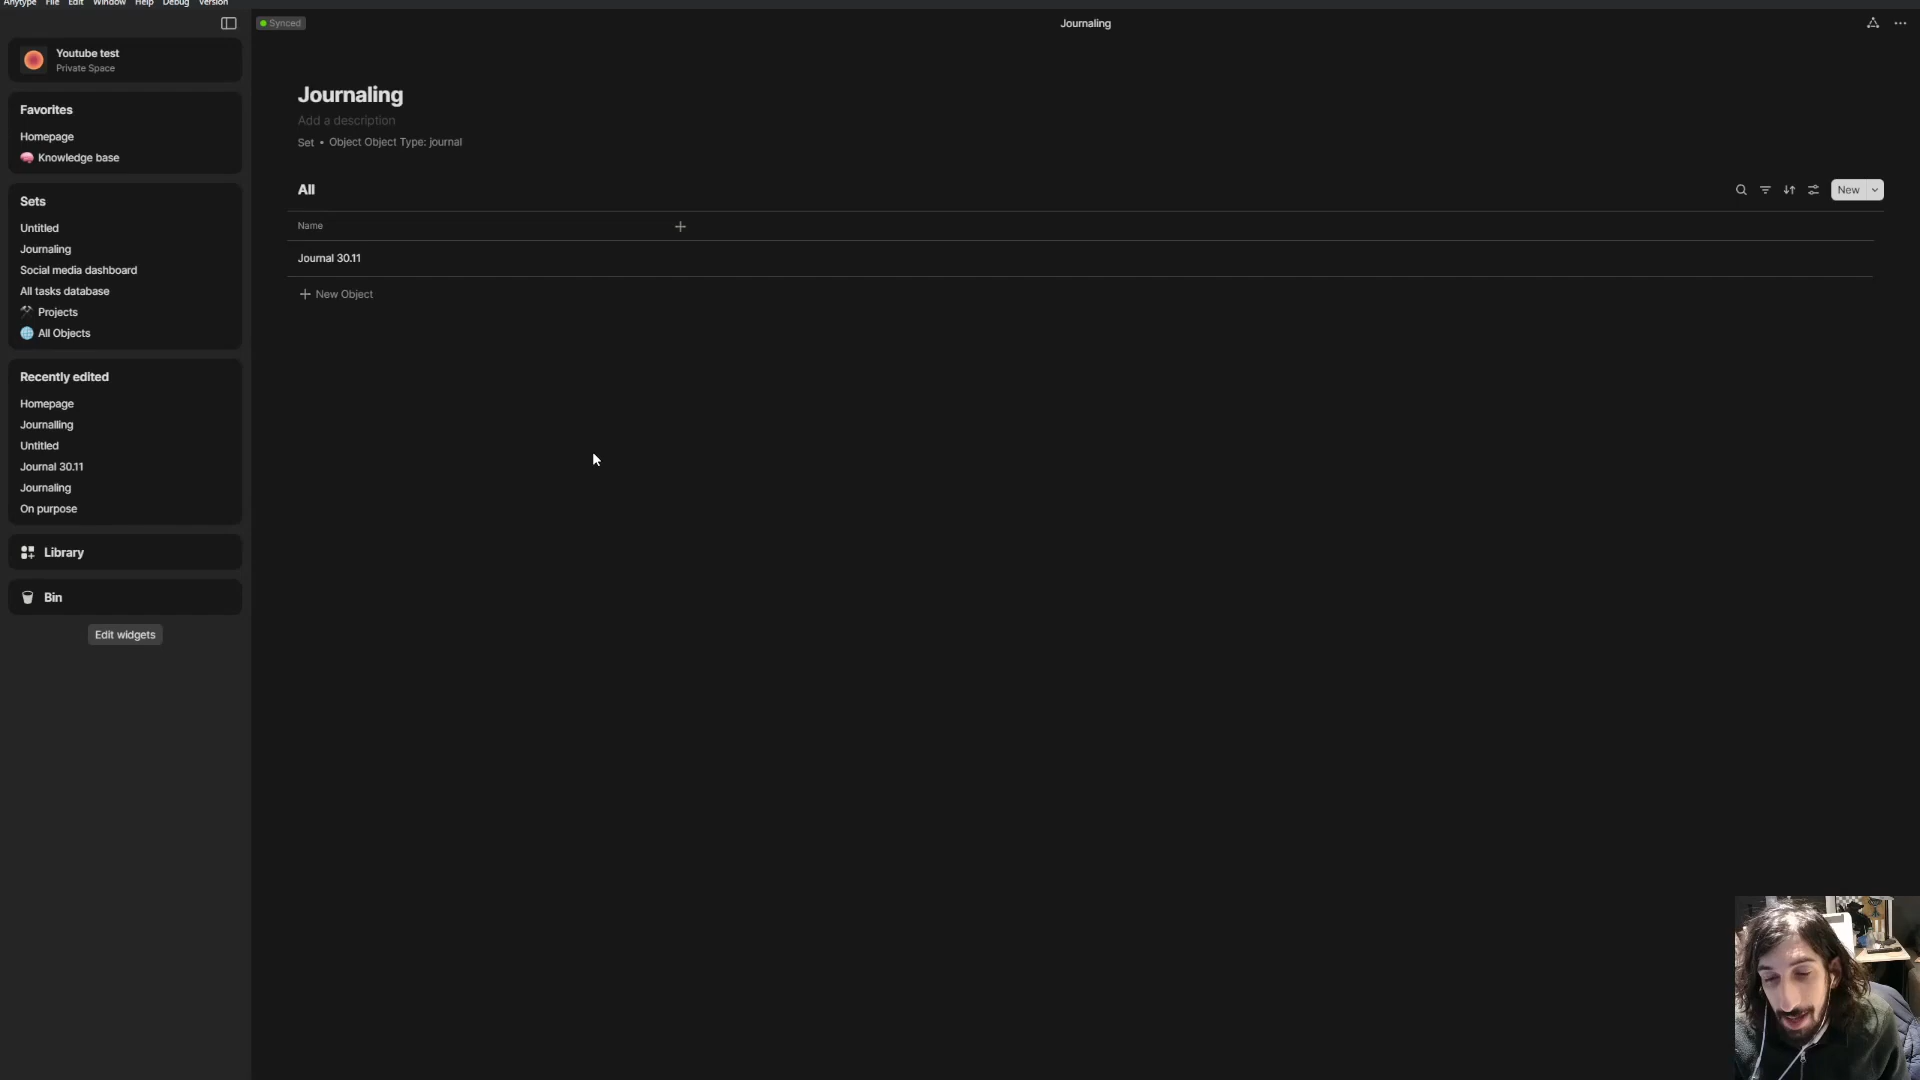 Anytype File Edit Window Help Debug Version
Synced
Journaling
Youtube test
Private Space
Favorites
Homepage
Knowledge base
Sets
Untitled
Journaling
Social media dashboard
All tasks database
Projects
All Objects
Recently edited
Homepage
Journalling
Untitled
Journal 30.11
Journaling
On purpose
Library
Bin
Edit widgets
Journaling
Add a description
Set • Object Object Type: journal
All
New
Name
Journal 30.11
New Object